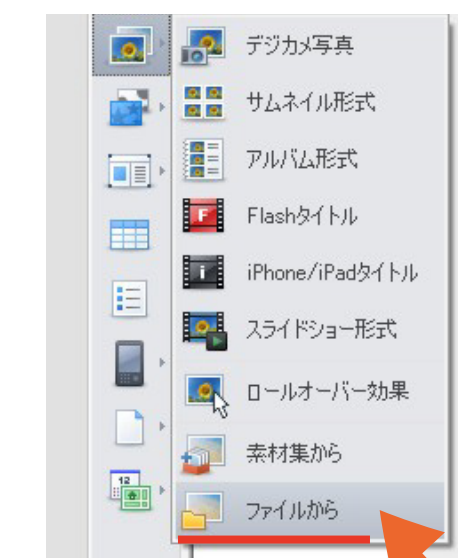 デジカメ写真
サムネイル形式
アルバム形式
Flashタイトル
iPhone/iPadタイトル
スライドショー形式
ロールオーバー効果
素材集から
12
ファイルから